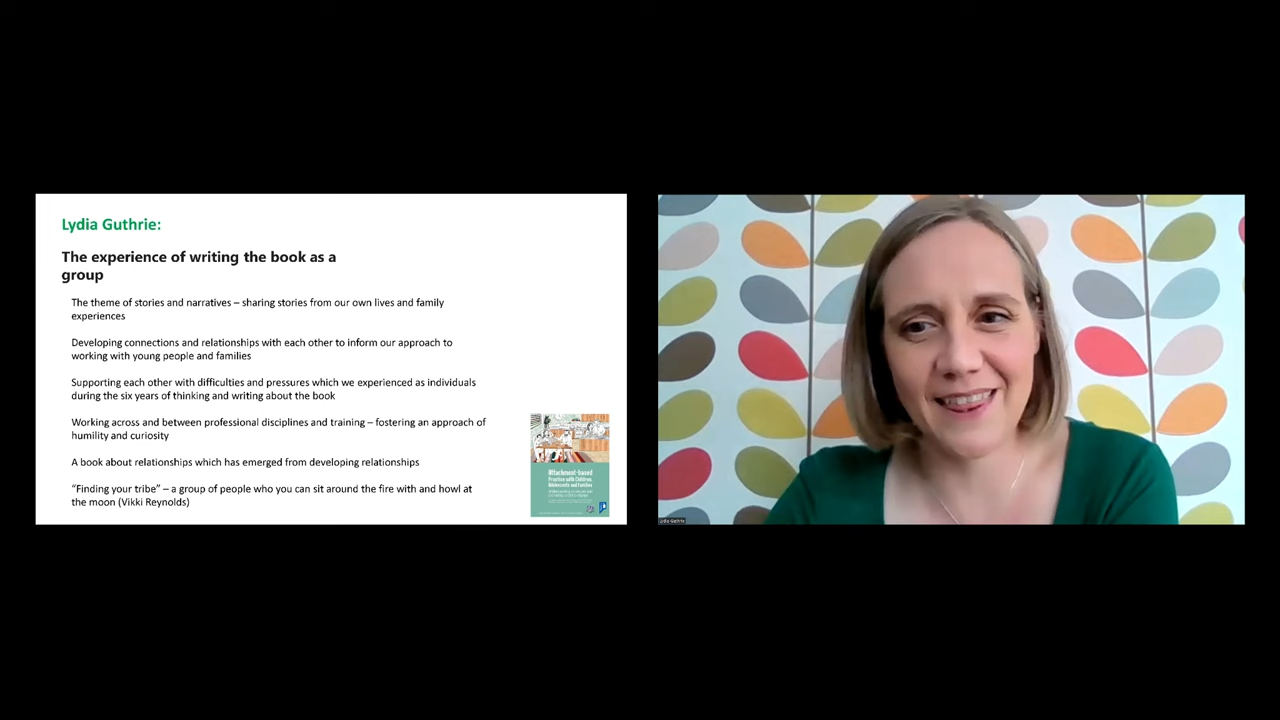 Lydia Guthrie:
The experience of writing the book as a
group
The theme of stories and narratives – sharing stories from our own lives and family
experiences
Developing connections and relationships with each other to inform our approach to
working with young people and families
Supporting each other with difficulties and pressures which we experienced as individuals
during the six years of thinking and writing about the book
Working across and between professional disciplines and training – fostering an approach of
humility and curiosity
A book about relationships which has emerged from developing relationships
“Finding your tribe” – a group of people who you can sit around the fire with and howl at
the moon (Vikki Reynolds)
Attachment-based
Practice with Children,
Adolescents and Families
Lydia Guthrie